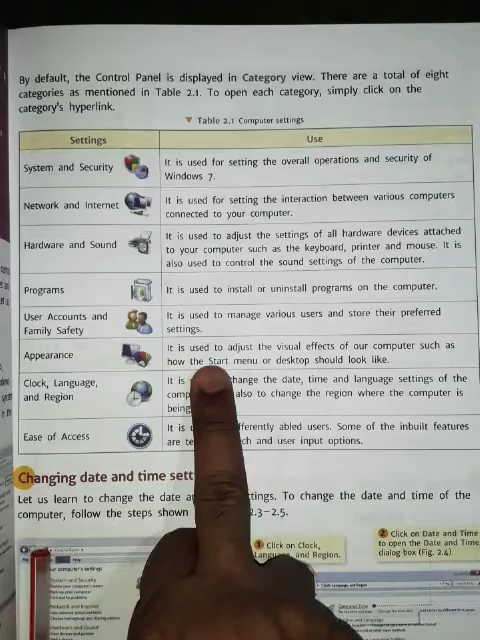 By default, the Control Panel is displayed in Category view. There are a total of eight
categories as mentioned in Table 2.1. To open each category, simply click on the
category's hyperlink.
▼ Table 2.1 Computer settings
Settings Use
System and Security It is used for setting the overall operations and security of
Windows 7.
Network and Internet It is used for setting the interaction between various computers
connected to your computer.
Hardware and Sound It is used to adjust the settings of all hardware devices attached
to your computer such as the keyboard, printer and mouse. It is
also used to control the sound settings of the computer.
Programs It is used to install or uninstall programs on the computer.
User Accounts and
Family Safety
It is used to manage various users and store their preferred
settings.
Appearance It is used to adjust the visual effects of our computer such as
how the Start menu or desktop should look like.
Clock, Language,
and Region
It is change the date, time and language settings of the
also to change the region where the computer is
being
Ease of Access It is abled users. Some of the inbuilt features
are and user input options.
Changing date and time
Let us learn to change the date To change the date and time of the
computer, follow the steps shown 2.3–2.5.
1 Click on Clock,
Language, and Region.
2 Click on Date and Time
to open the Date and Time
dialog box (Fig. 2.4).
System and Security
Network and Internet
Hardware and Sound